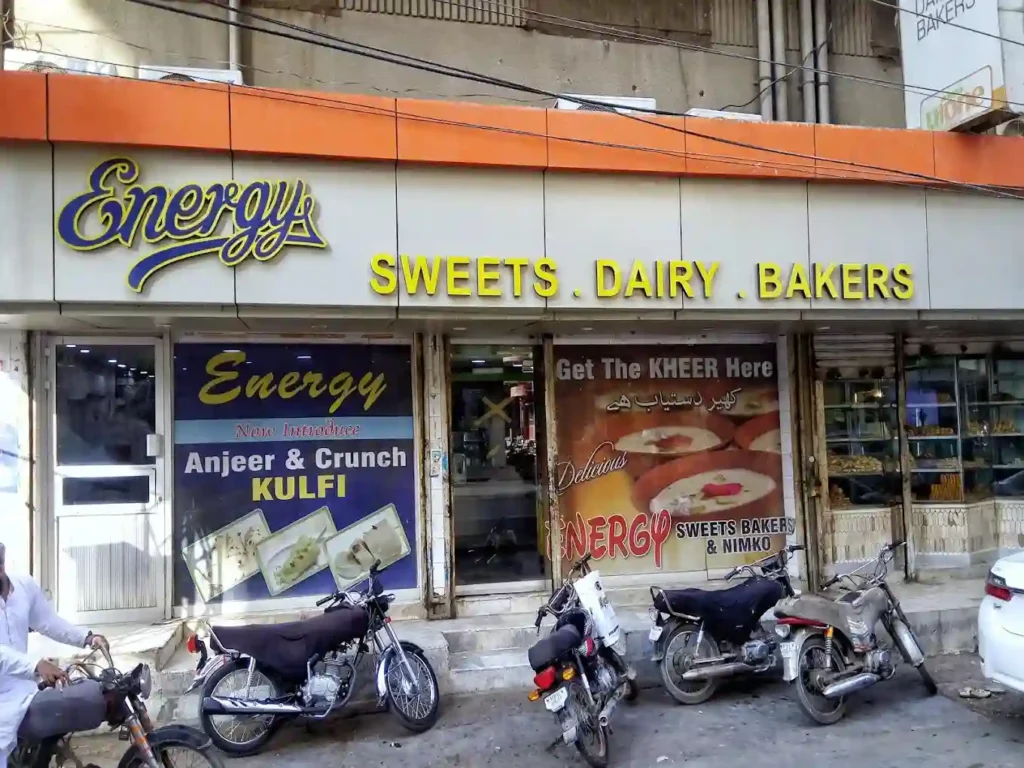 BAKERS
Energy
SWEETS . DAIRY . BAKERS
Energy
Now Introduce
Anjeer & Crunch
KULFI
Get The KHEER Here
کھیر دستیاب ھے
Delicious
ENERGY SWEETS BAKERS
& NIMKO